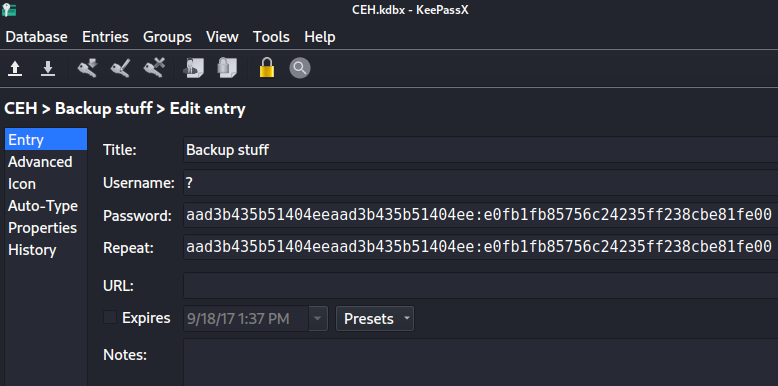 CEH.kdbx - KeePassX
Database Entries Groups View Tools Help
CEH > Backup stuff > Edit entry
Entry
Advanced
Icon
Auto-Type
Properties
History
Title: Backup stuff
Username: ?
Password: aad3b435b51404eeaad3b435b51404ee:e0fb1fb85756c24235ff238cbe81fe00
Repeat: aad3b435b51404eeaad3b435b51404ee:e0fb1fb85756c24235ff238cbe81fe00
URL:
Expires 9/18/17 1:37 PM Presets
Notes: